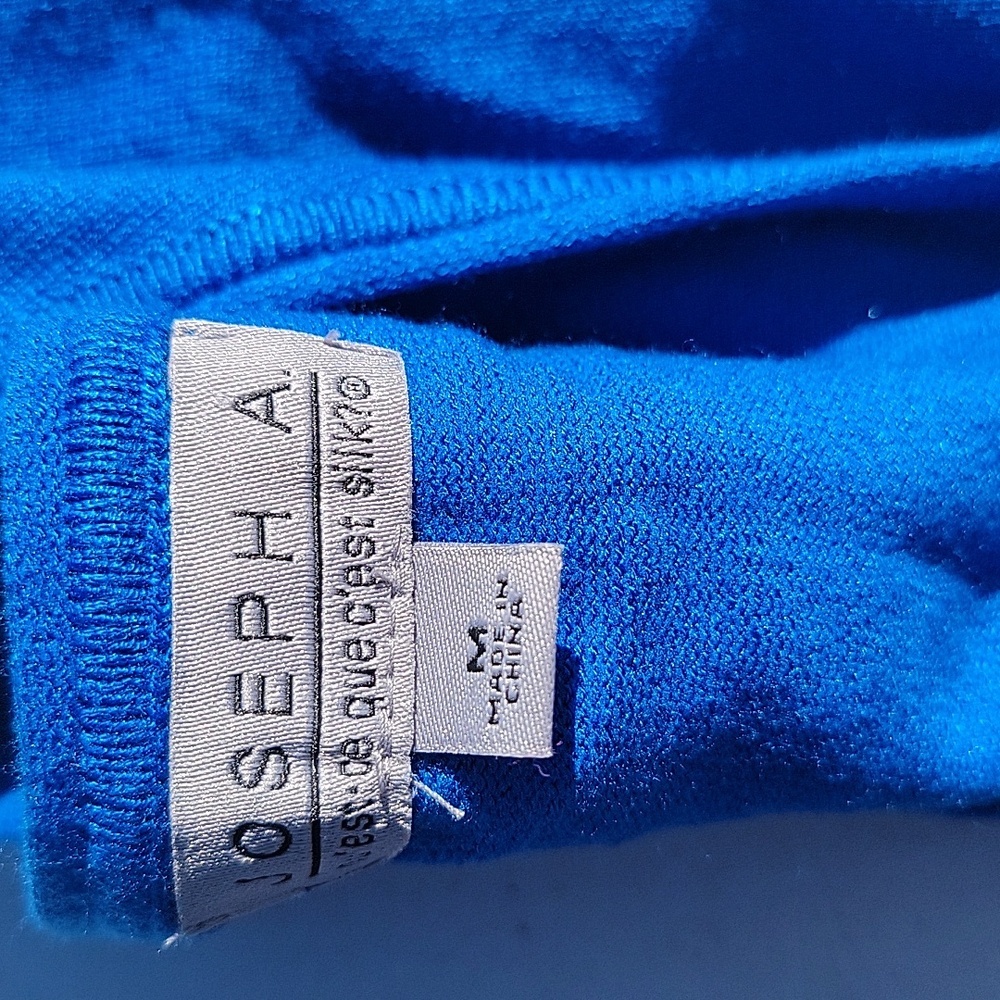 JOSEPH A.
est-ce que c'est silk?®
M
MADE IN
CHINA